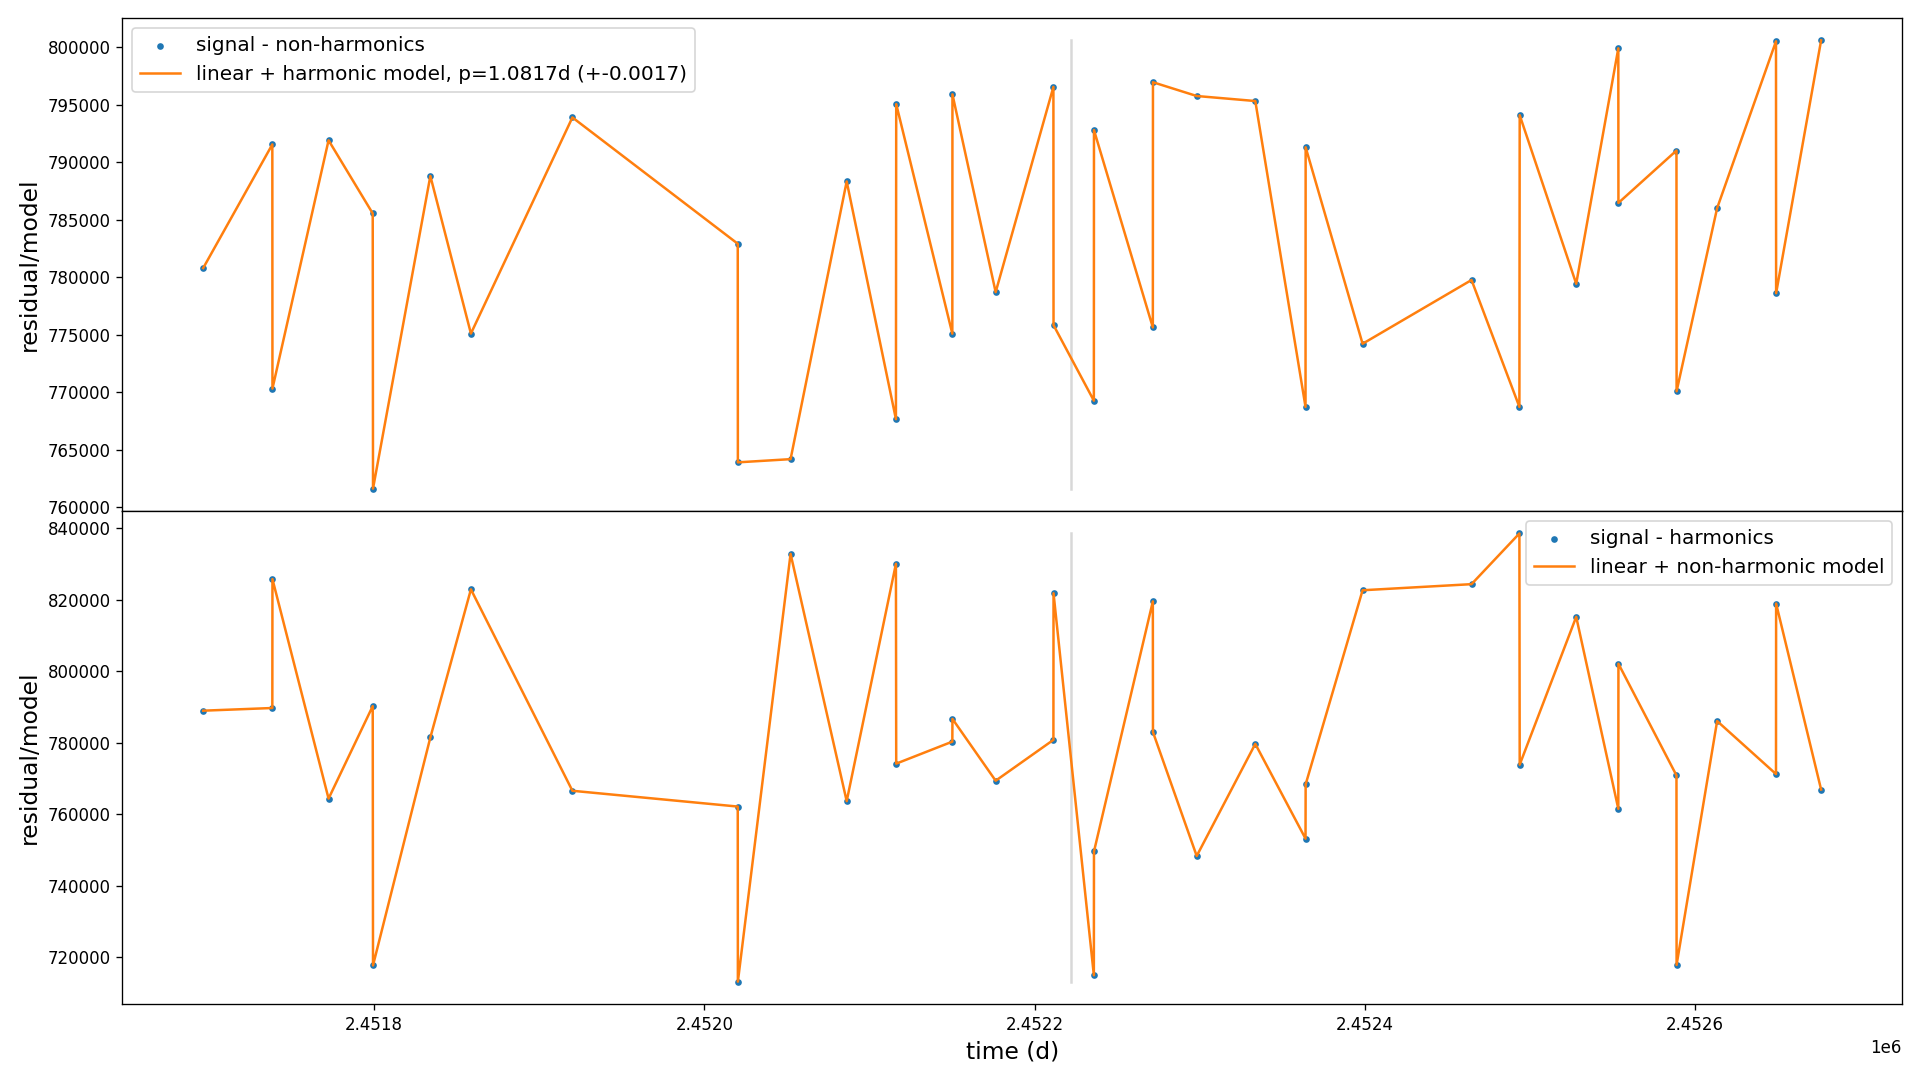 signal - non-harmonics
linear + harmonic model, p=1.0817d (+-0.0017)
800000
795000
790000
785000
780000
775000
770000
765000
760000
residual/model
signal - harmonics
linear + non-harmonic model
840000
820000
800000
780000
760000
740000
720000
residual/model
2.4518
2.4520
2.4522
2.4524
2.4526
time (d)
1e6